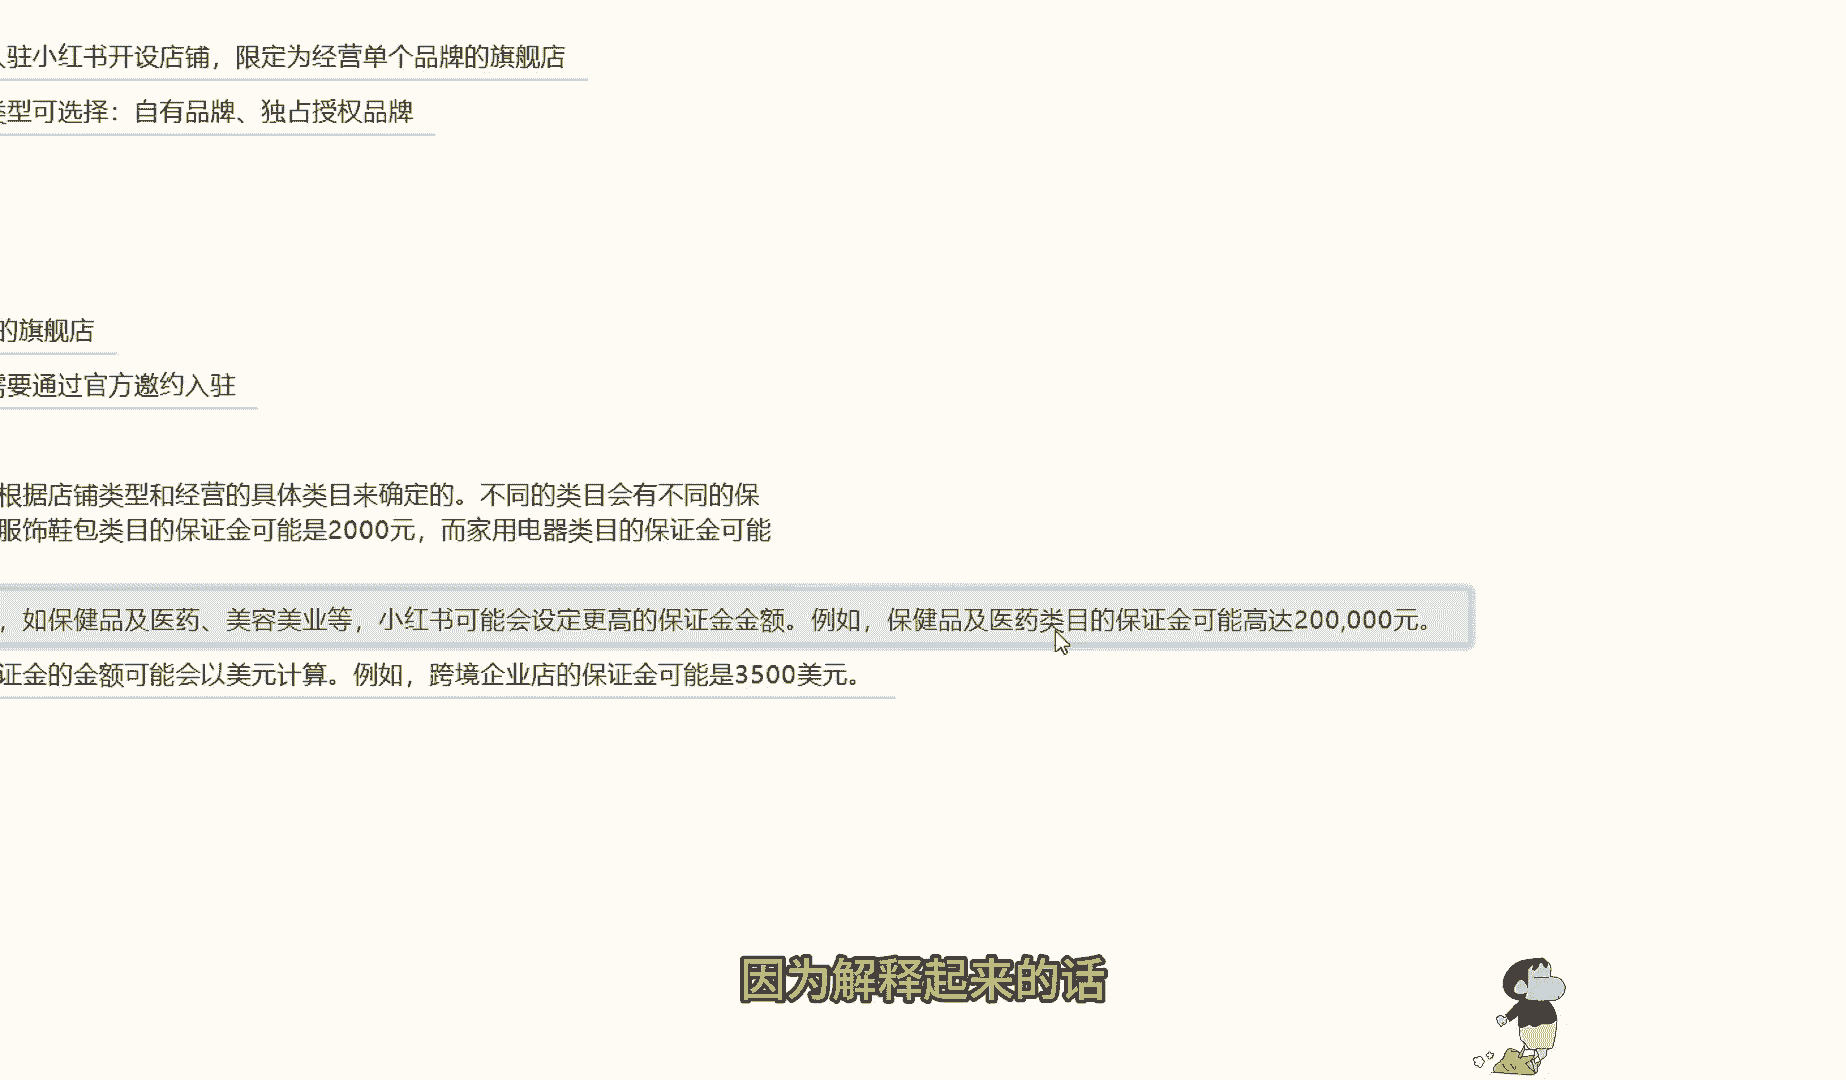 驻小红书开设店铺，限定为经营单个品牌的旗舰店
类型可选择：自有品牌、独占授权品牌
的旗舰店
需要通过官方邀约入驻
根据店铺类型和经营的具体类目来确定的。不同的类目会有不同的保
服饰鞋包类目的保证金可能是2000元，而家用电器类目的保证金可能
，如保健品及医药、美容美业等，小红书可能会设定更高的保证金金额。例如，保健品及医药类目的保证金可能高达200,000元。
证金的金额可能会以美元计算。例如，跨境企业店的保证金可能是3500美元。
因为解释起来的话